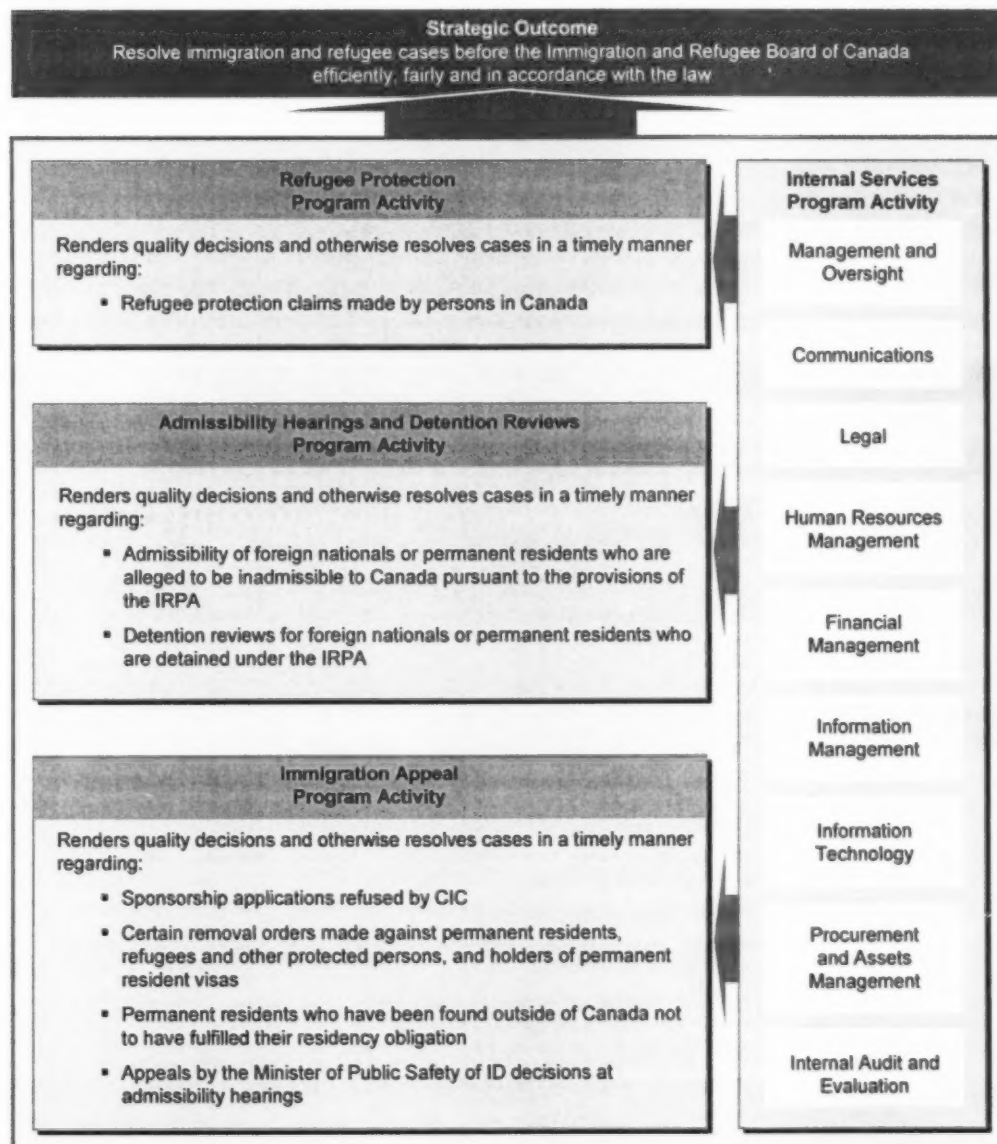 Strategic Outcome
Resolve immigration and refugee cases before the Immigration and Refugee Board of Canada
efficiently, fairly and in accordance with the law
Refugee Protection
Program Activity
Renders quality decisions and otherwise resolves cases in a timely manner
regarding:
▪ Refugee protection claims made by persons in Canada
Admissibility Hearings and Detention Reviews
Program Activity
Renders quality decisions and otherwise resolves cases in a timely manner
regarding:
▪ Admissibility of foreign nationals or permanent residents who are
alleged to be inadmissible to Canada pursuant to the provisions of
the IRPA
▪ Detention reviews for foreign nationals or permanent residents who
are detained under the IRPA
Immigration Appeal
Program Activity
Renders quality decisions and otherwise resolves cases in a timely manner
regarding:
▪ Sponsorship applications refused by CIC
▪ Certain removal orders made against permanent residents,
refugees and other protected persons, and holders of permanent
resident visas
▪ Permanent residents who have been found outside of Canada not
to have fulfilled their residency obligation
▪ Appeals by the Minister of Public Safety of ID decisions at
admissibility hearings
Internal Services
Program Activity
Management and
Oversight
Communications
Legal
Human Resources
Management
Financial
Management
Information
Management
Information
Technology
Procurement
and Assets
Management
Internal Audit and
Evaluation